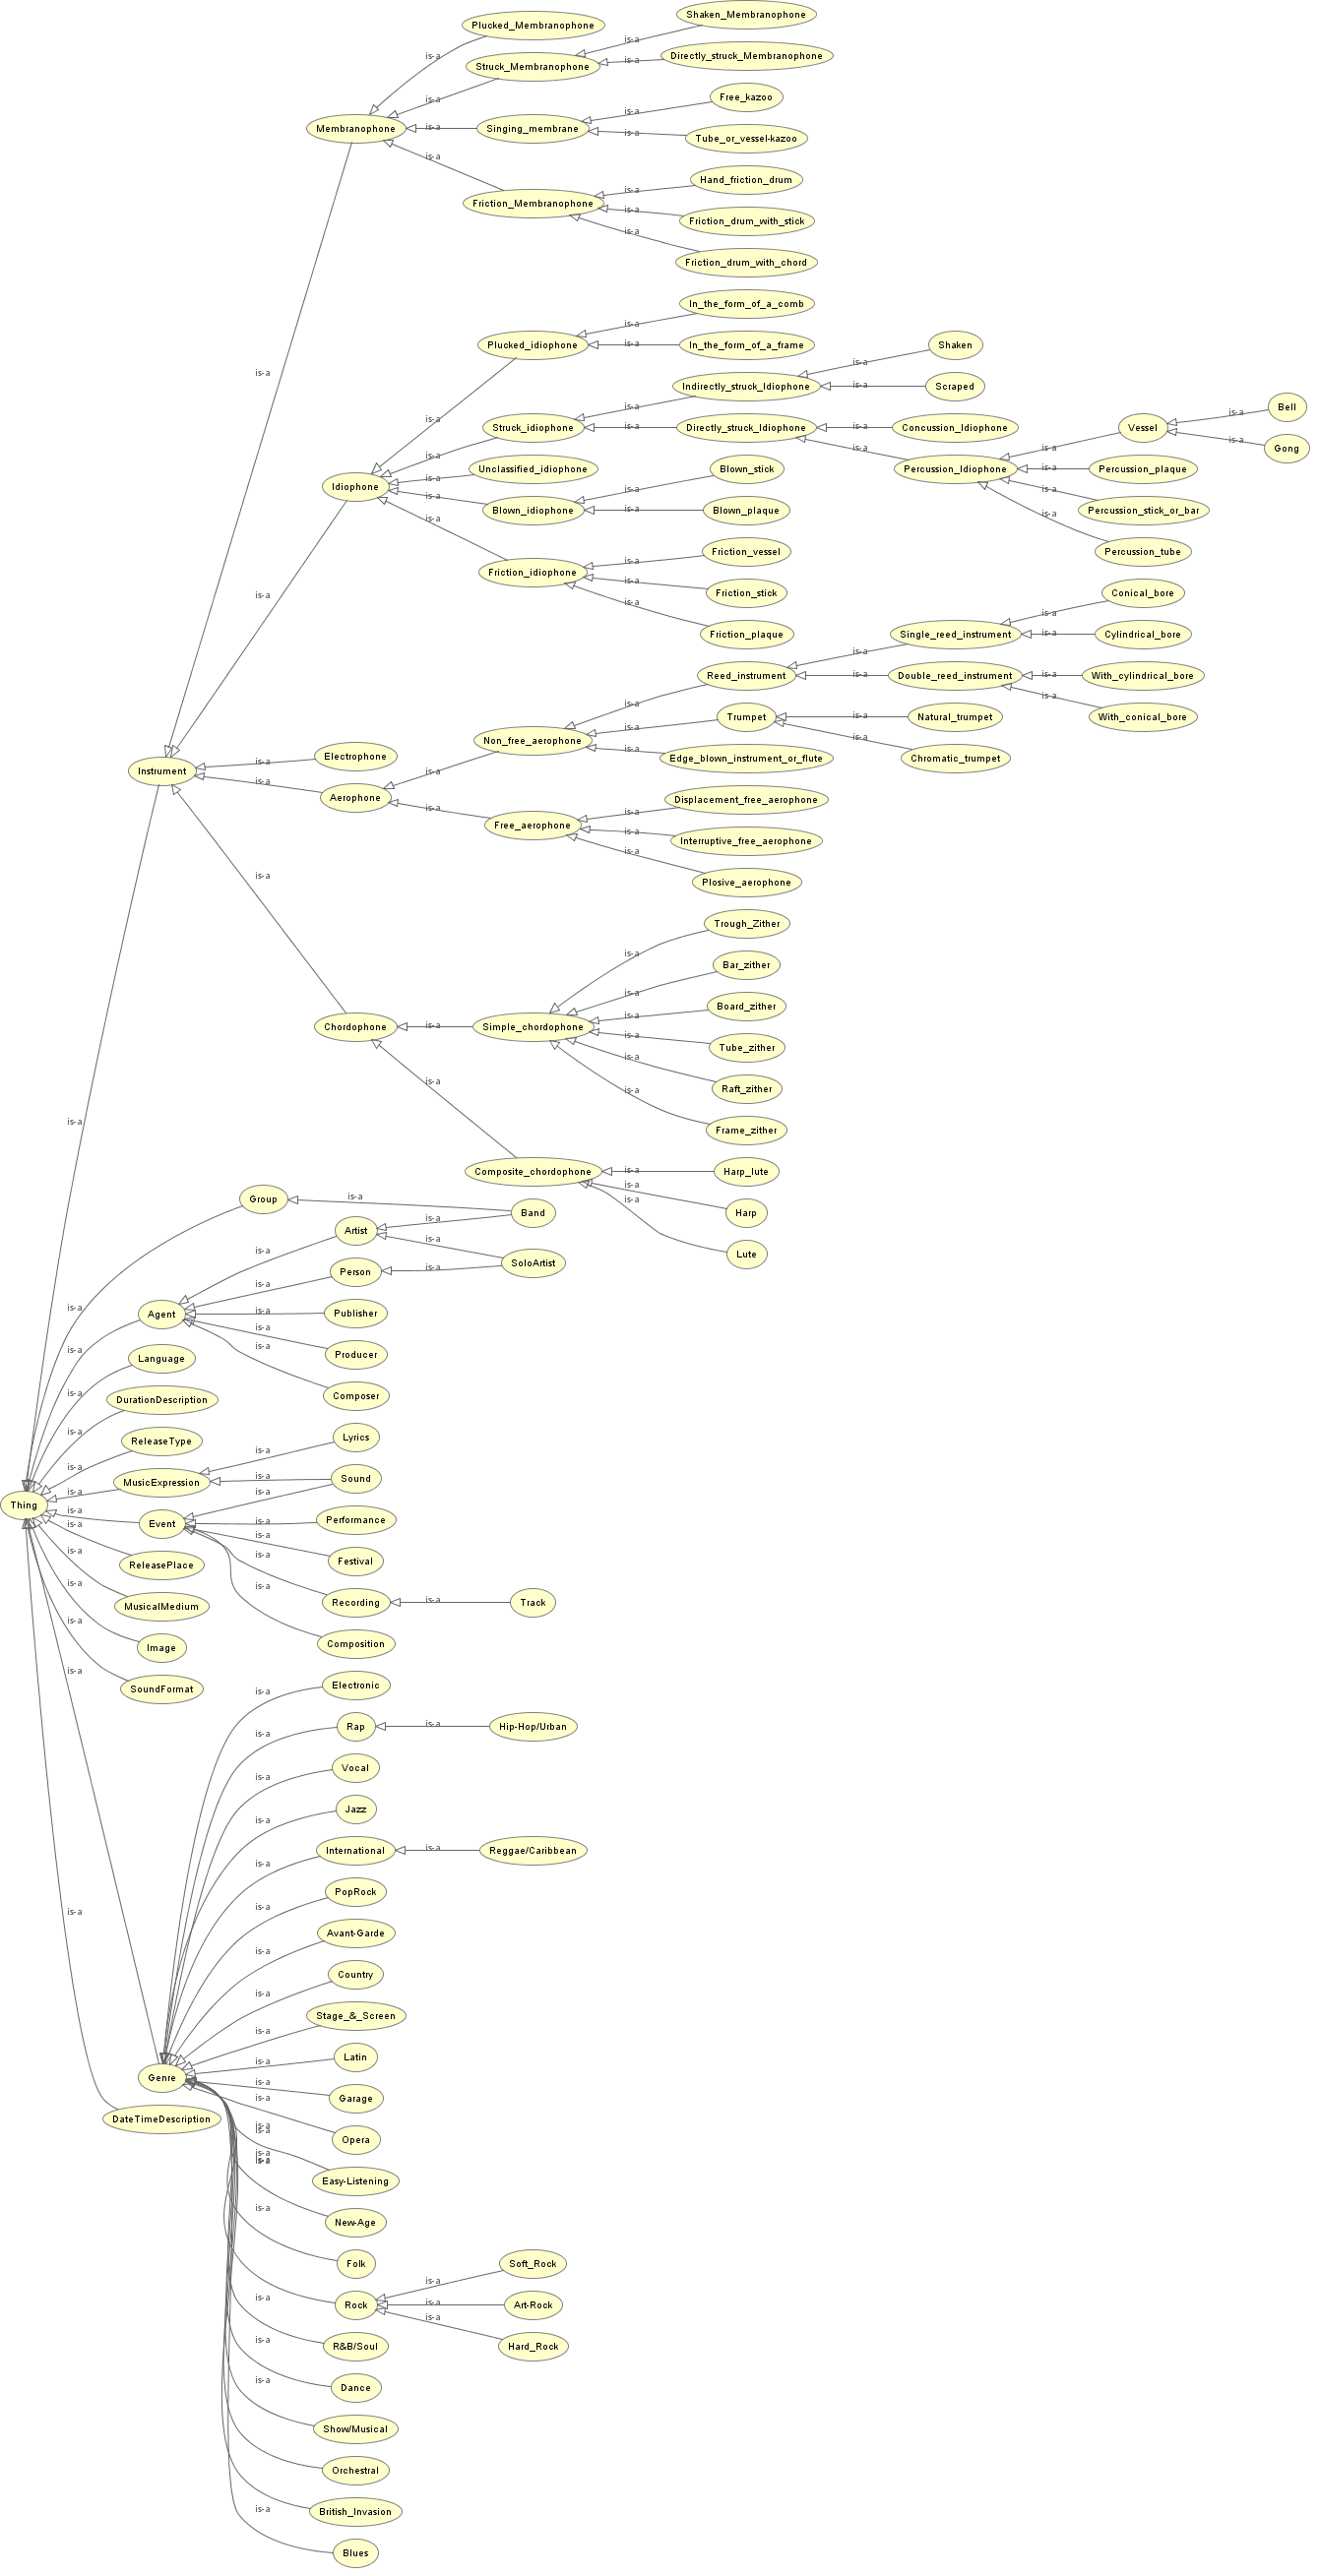 Shaken_Membranophone
Plucked_Membranophone
is-a
is-a
Directly_struck_Membranophone
is-a
Struck_Membranophone
is-a
Free_kazoo
is-a
is-a
Membranophone
is-a
Singing_membrane
is-a
Tube_or_vessel-kazoo
is-a
Hand_friction_drum
is-a
Friction_Membranophone
is-a
Friction_drum_with_stick
is-a
Friction_drum_with_chord
In_the_form_of_a_comb
is-a
Plucked_idiophone
is-a
In_the_form_of_a_frame
Shaken
is-a
is-a
Indirectly_struck_Idiophone
is-a
Scraped
is-a
Bell
is-a
is-a
Struck_idiophone
is-a
Directly_struck_Idiophone
is-a
Concussion_Idiophone
Vessel
is-a
Gong
is-a
is-a
is-a
Unclassified_idiophone
Blown_stick
Percussion_Idiophone
is-a
Percussion_plaque
is-a
Idiophone
is-a
is-a
is-a
Blown_idiophone
is-a
Blown_plaque
Percussion_stick_or_bar
is-a
is-a
Friction_vessel
Percussion_tube
is-a
Friction_idiophone
is-a
Friction_stick
Conical_bore
is-a
is-a
is-a
Friction_plaque
Single_reed_instrument
is-a
Cylindrical_bore
is-a
Reed_instrument
is-a
Double_reed_instrument
is-a
With_cylindrical_bore
is-a
is-a
Trumpet
is-a
Natural_trumpet
With_conical_bore
is-a
Non_free_aerophone
is-a
is-a
Electrophone
Edge_blown_instrument_or_flute
Chromatic_trumpet
is-a
Instrument
is-a
is-a
Aerophone
Displacement_free_aerophone
is-a
is-a
Free_aerophone
is-a
Interruptive_free_aerophone
is-a
is-a
Plosive_aerophone
Trough_Zither
is-a
Bar_zither
is-a
Board_zither
is-a
Chordophone
is-a
Simple_chordophone
is-a
Tube_zither
is-a
is-a
Raft_zither
is-a
is-a
Frame_zither
Composite_chordophone
is-a
Harp_lute
is-a
Group
is-a
is-a
Band
Harp
is-a
Artist
is-a
is-a
Lute
SoloArtist
Person
is-a
is-a
is-a
Agent
is-a
Publisher
is-a
is-a
is-a
Producer
Language
is-a
Composer
DurationDescription
is-a
Lyrics
ReleaseType
is-a
is-a
MusicExpression
is-a
Sound
is-a
is-a
Thing
is-a
Event
is-a
Performance
is-a
is-a
ReleasePlace
is-a
Festival
is-a
is-a
is-a
MusicalMedium
Recording
is-a
Track
is-a
Image
Composition
is-a
SoundFormat
is-a
Electronic
Rap
is-a
Hip-Hop/Urban
is-a
Vocal
is-a
Jazz
is-a
International
is-a
Reggae/Caribbean
is-a
PopRock
is-a
is-a
Avant-Garde
is-a
Country
is-a
Stage_&_Screen
is-a
Latin
is-a
Genre
is-a
Garage
is-a
DateTimeDescription
is-a
is-a
Opera
is-a
is-a
Easy-Listening
is-a
New-Age
Folk
Soft_Rock
is-a
is-a
Rock
is-a
Art-Rock
is-a
R&B/Soul
Hard_Rock
is-a
Dance
is-a
Show/Musical
Orchestral
is-a
British_Invasion
Blues